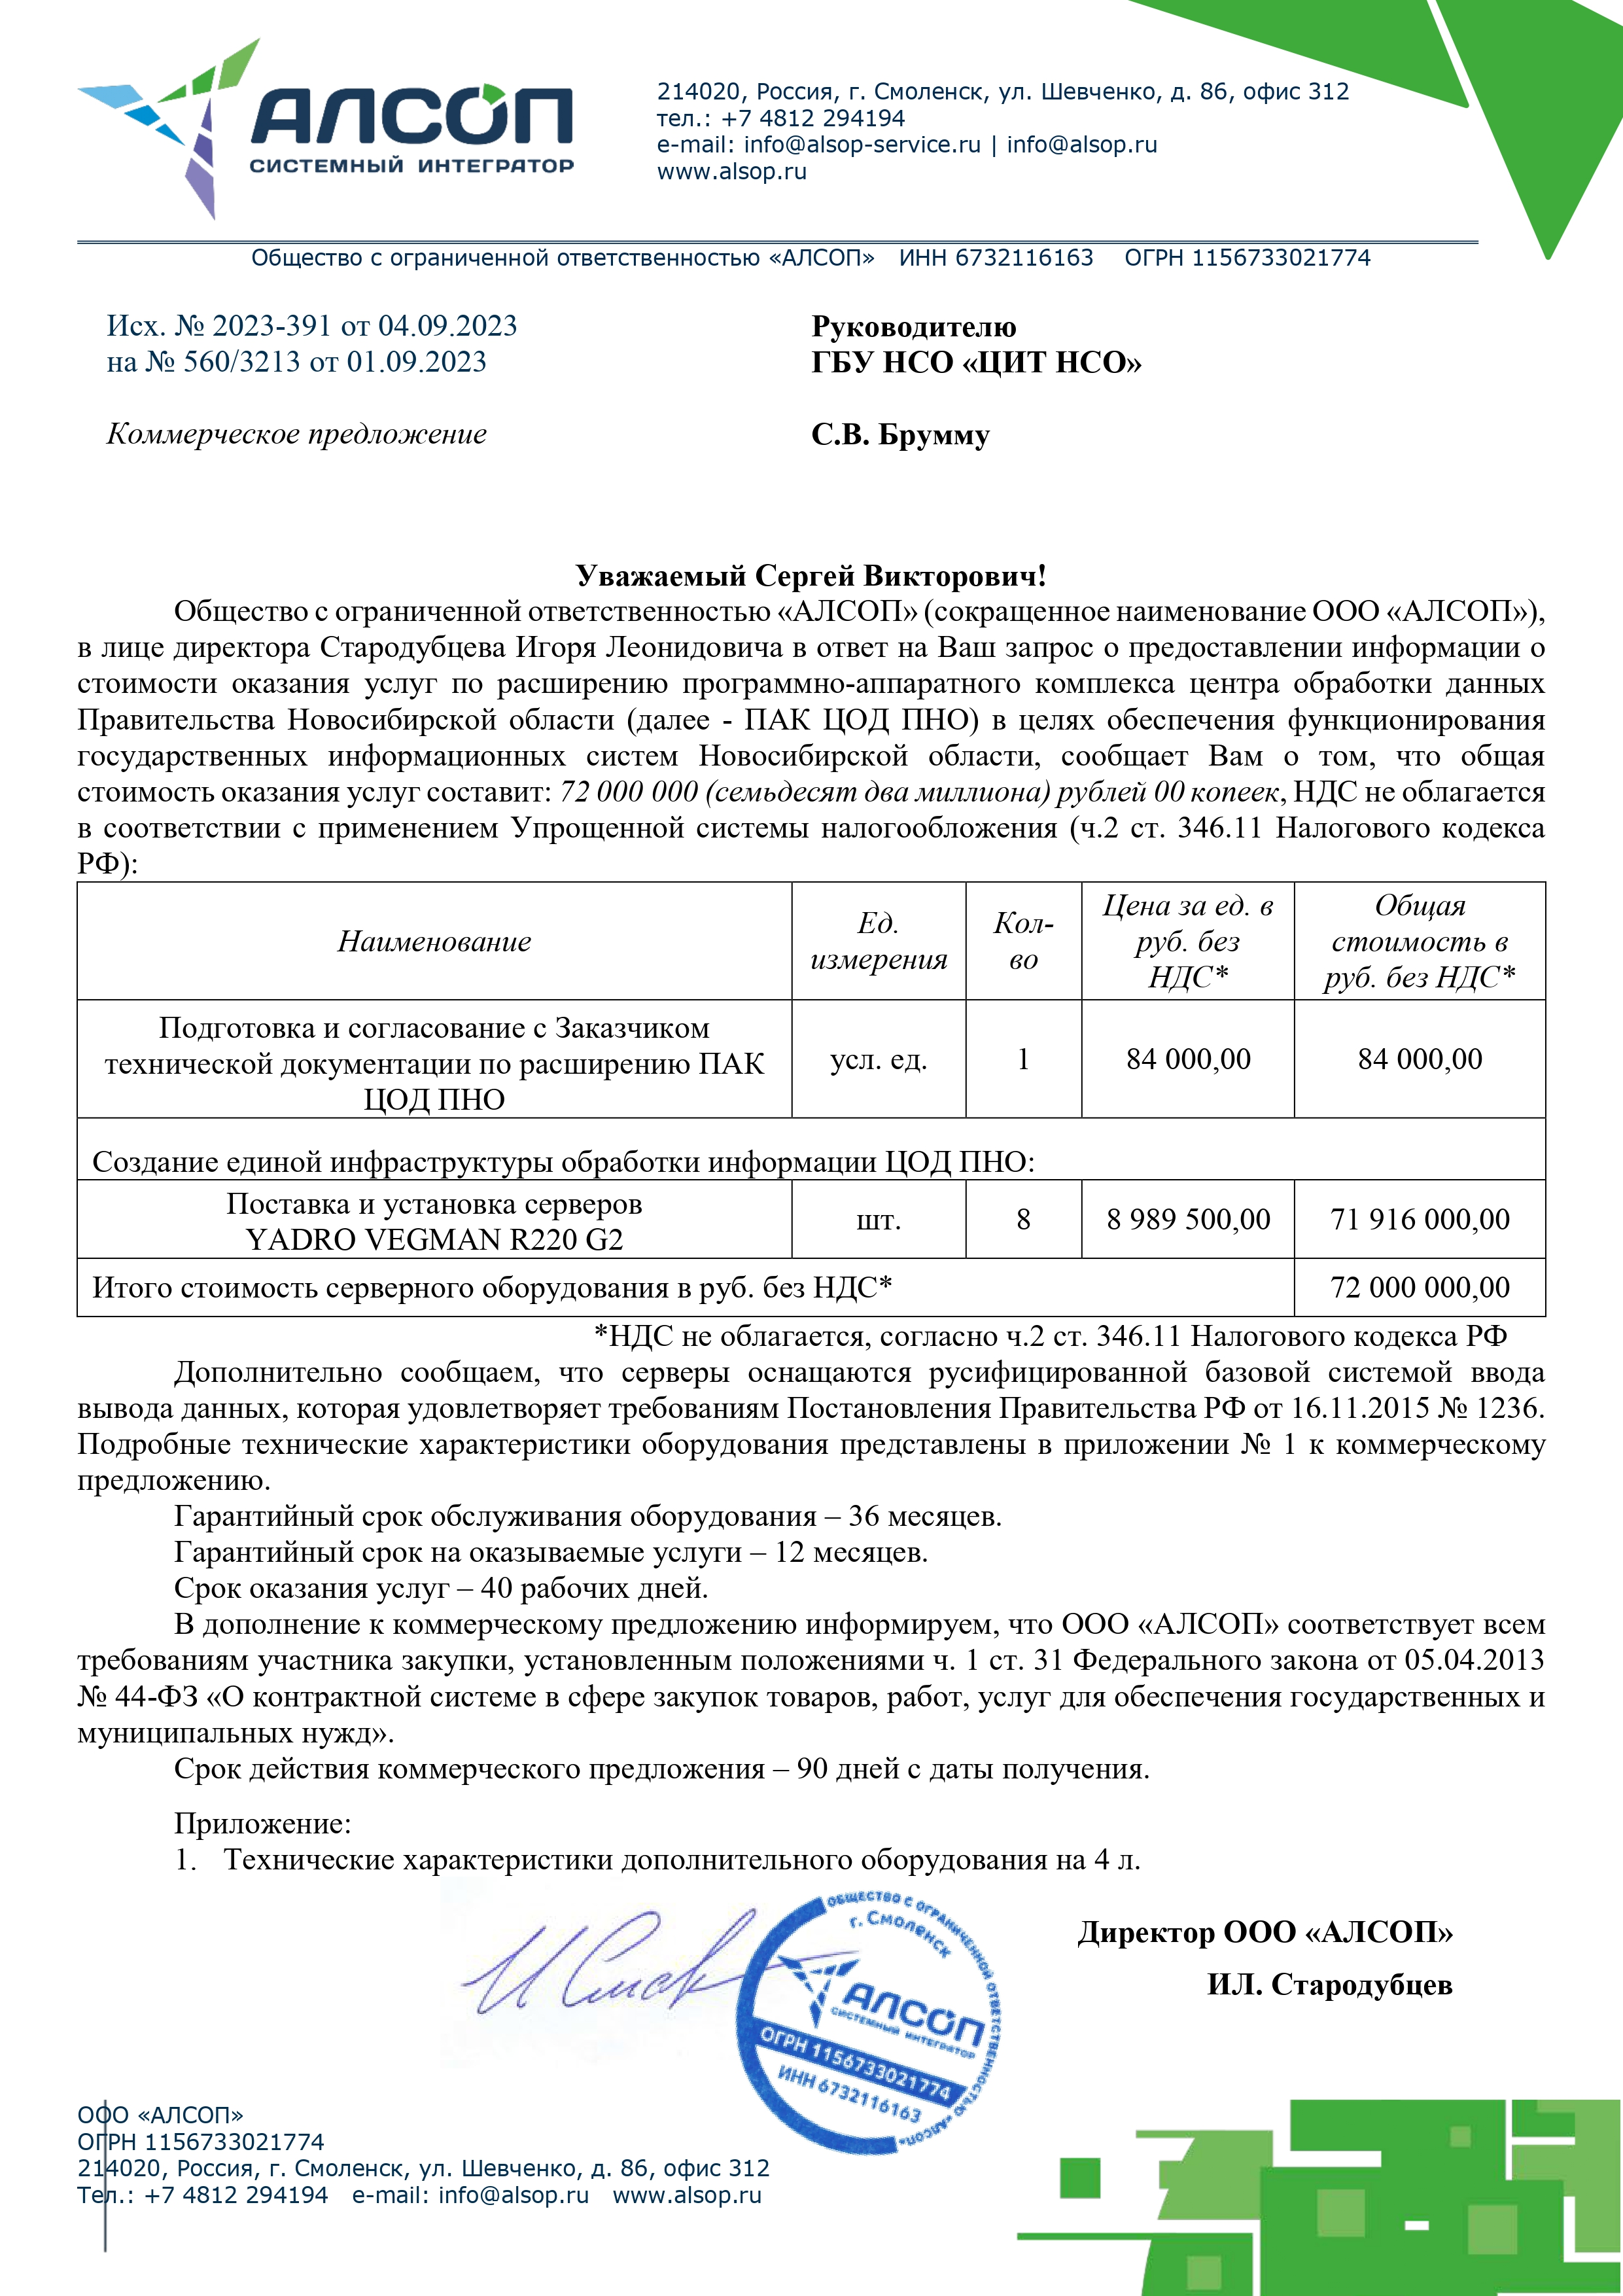 АЛСОП
СИСТЕМНЫЙ ИНТЕГРАТОР
214020, Россия, г. Смоленск, ул. Шевченко, д. 86, офис 312
тел.: +7 4812 294194
e-mail: info@alsop-service.ru | info@alsop.ru
www.alsop.ru
Общество с ограниченной ответственностью «АЛСОП» ИНН 6732116163 ОГРН 1156733021774
Исх. № 2023-391 от 04.09.2023
на № 560/3213 от 01.09.2023
Коммерческое предложение
Руководителю
ГБУ НСО «ЦИТ НСО»
С.В. Брумму
Уважаемый Сергей Викторович!
Общество с ограниченной ответственностью «АЛСОП» (сокращенное наименование ООО «АЛСОП»),
в лице директора Стародубцева Игоря Леонидовича в ответ на Ваш запрос о предоставлении информации о
стоимости оказания услуг по расширению программно-аппаратного комплекса центра обработки данных
Правительства Новосибирской области (далее - ПАК ЦОД ПНО) в целях обеспечения функционирования
государственных информационных систем Новосибирской области, сообщает Вам о том, что общая
стоимость оказания услуг составит: 72 000 000 (семьдесят два миллиона) рублей 00 копеек, НДС не облагается
в соответствии с применением Упрощенной системы налогообложения (ч.2 ст. 346.11 Налогового кодекса
РФ):
Наименование
Ед.
измерения
Кол-
во
Цена за ед. в
руб. без
НДС*
Общая
стоимость в
руб. без НДС*
Подготовка и согласование с Заказчиком
технической документации по расширению ПАК
ЦОД ПНО
усл. ед.
1
84 000,00
84 000,00
Создание единой инфраструктуры обработки информации ЦОД ПНО:
Поставка и установка серверов
YADRO VEGMAN R220 G2
шт.
8
8 989 500,00
71 916 000,00
Итого стоимость серверного оборудования в руб. без НДС*
72 000 000,00
*НДС не облагается, согласно ч.2 ст. 346.11 Налогового кодекса РФ
Дополнительно сообщаем, что серверы оснащаются русифицированной базовой системой ввода
вывода данных, которая удовлетворяет требованиям Постановления Правительства РФ от 16.11.2015 № 1236.
Подробные технические характеристики оборудования представлены в приложении № 1 к коммерческому
предложению.
Гарантийный срок обслуживания оборудования – 36 месяцев.
Гарантийный срок на оказываемые услуги – 12 месяцев.
Срок оказания услуг – 40 рабочих дней.
В дополнение к коммерческому предложению информируем, что ООО «АЛСОП» соответствует всем
требованиям участника закупки, установленным положениями ч. 1 ст. 31 Федерального закона от 05.04.2013
№ 44-ФЗ «О контрактной системе в сфере закупок товаров, работ, услуг для обеспечения государственных и
муниципальных нужд».
Срок действия коммерческого предложения – 90 дней с даты получения.
Приложение:
1. Технические характеристики дополнительного оборудования на 4 л.
Директор ООО «АЛСОП»
ИЛ. Стародубцев
ОБЩЕСТВО С ОГРАНИЧЕННОЙ ОТВЕТСТВЕННОСТЬЮ «АЛСОП»
г. Смоленск
АЛСОП
СИСТЕМНЫЙ ИНТЕГРАТОР
ОГРН 1156733021774
ИНН 6732116163
ООО «АЛСОП»
ОГРН 1156733021774
214020, Россия, г. Смоленск, ул. Шевченко, д. 86, офис 312
Тел.: +7 4812 294194 e-mail: info@alsop.ru www.alsop.ru